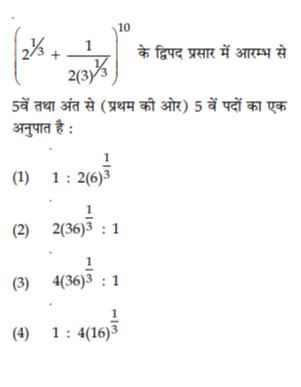 (2^{1/3} + \frac{1}{2(3)^{1/3}})^{10} के द्विपद प्रसार में आरम्भ से
5वें तथा अंत से (प्रथम की ओर) 5 वें पदों का एक
अनुपात है :
(1) 1 : 2(6)^{\frac{1}{3}}
(2) 2(36)^{\frac{1}{3}} : 1
(3) 4(36)^{\frac{1}{3}} : 1
(4) 1 : 4(16)^{\frac{1}{3}}